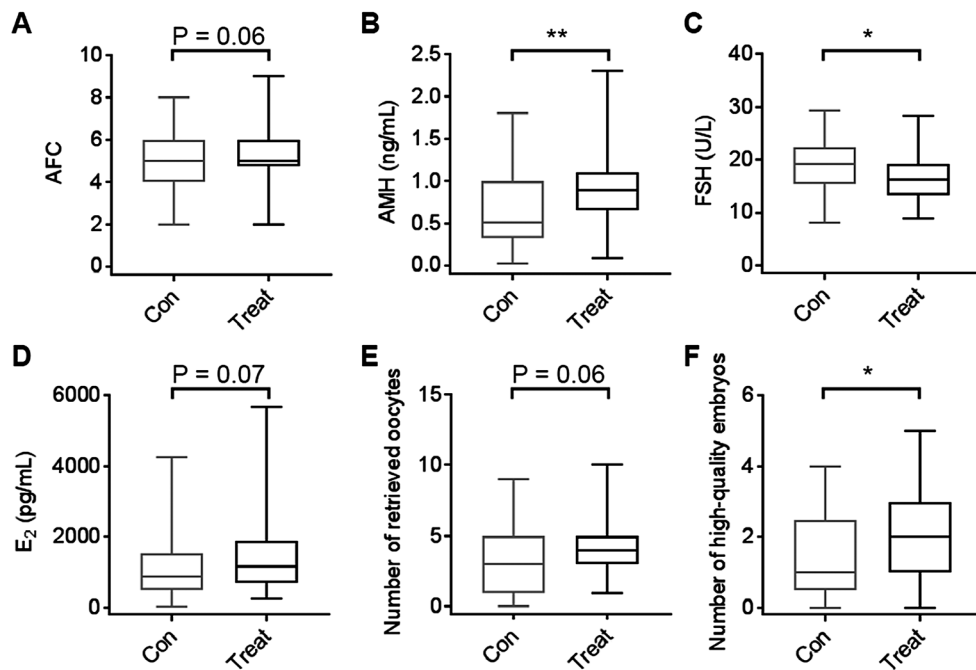 A
P = 0.06
AFC
10
8
6
4
2
0
Con
Treat
B
**
AMH (ng/mL)
2.5
2.0
1.5
1.0
0.5
0.0
Con
Treat
C
*
FSH (U/L)
40
30
20
10
0
Con
Treat
D
P = 0.07
E₂ (pg/mL)
6000
4000
2000
0
Con
Treat
E
P = 0.06
Number of retrieved oocytes
15
10
5
0
Con
Treat
F
*
Number of high-quality embryos
6
4
2
0
Con
Treat